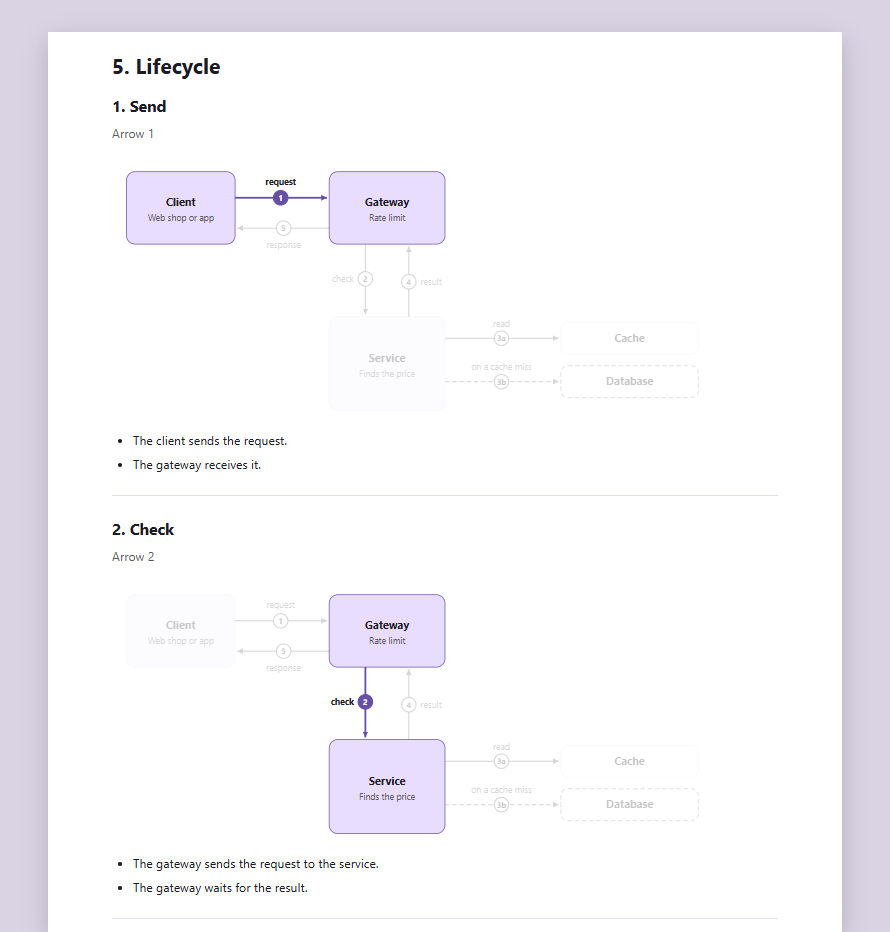 5. Lifecycle
1. Send
Arrow 1
request
Client
1
Gateway
Web shop or app
Rate limit
5
response
check
2
4
result
read
Service
3a
Cache
Finds the price
on a cache miss
3b
Database
• The client sends the request.
• The gateway receives it.
2. Check
Arrow 2
request
Client
1
Gateway
Web shop or app
Rate limit
5
response
check
2
4
result
read
Service
3a
Cache
Finds the price
on a cache miss
3b
Database
• The gateway sends the request to the service.
• The gateway waits for the result.